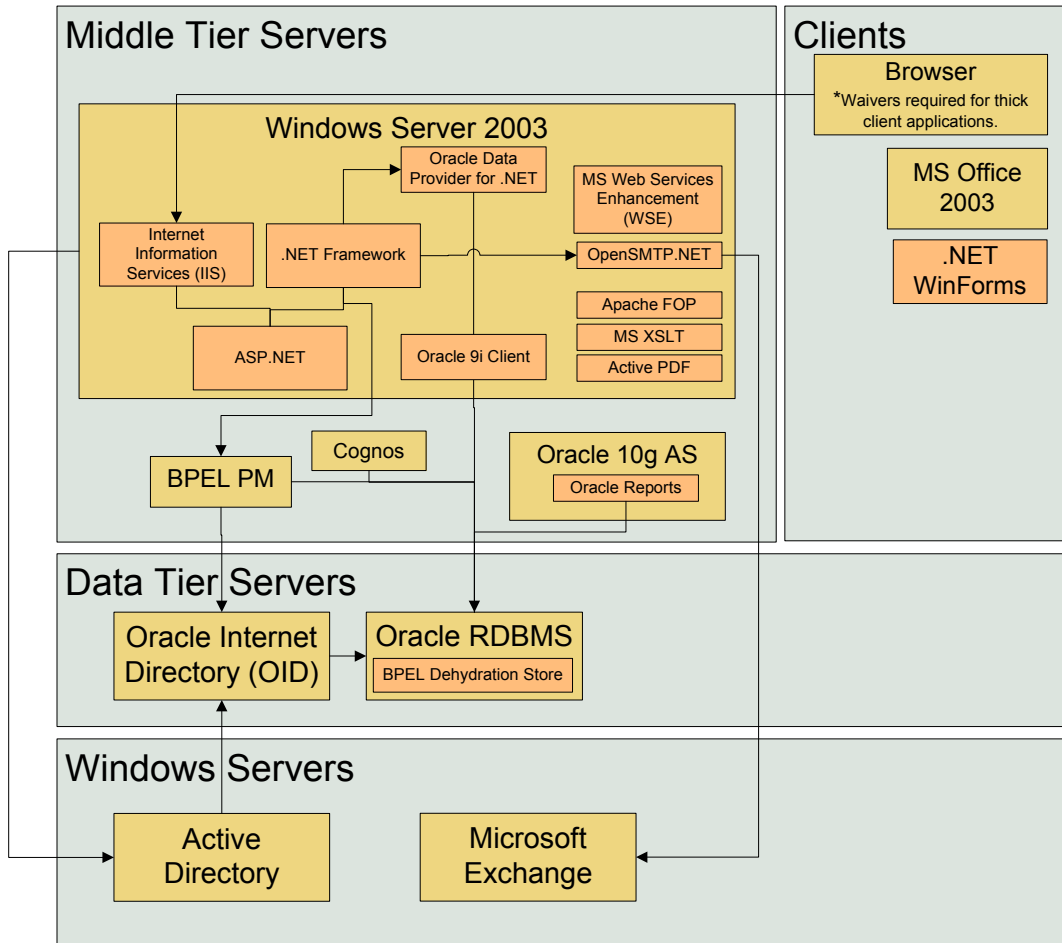 Middle Tier Servers
Clients
Browser
*Waivers required for thick
client applications.
MS Office
2003
.NET
WinForms
Windows Server 2003
Oracle Data
Provider for .NET
MS Web Services
Enhancement
(WSE)
Internet
Information
Services (IIS)
.NET Framework
OpenSMTP.NET
Apache FOP
MS XSLT
Active PDF
ASP.NET
Oracle 9i Client
Cognos
BPEL PM
Oracle 10g AS
Oracle Reports
Data Tier Servers
Oracle Internet
Directory (OID)
Oracle RDBMS
BPEL Dehydration Store
Windows Servers
Active
Directory
Microsoft
Exchange